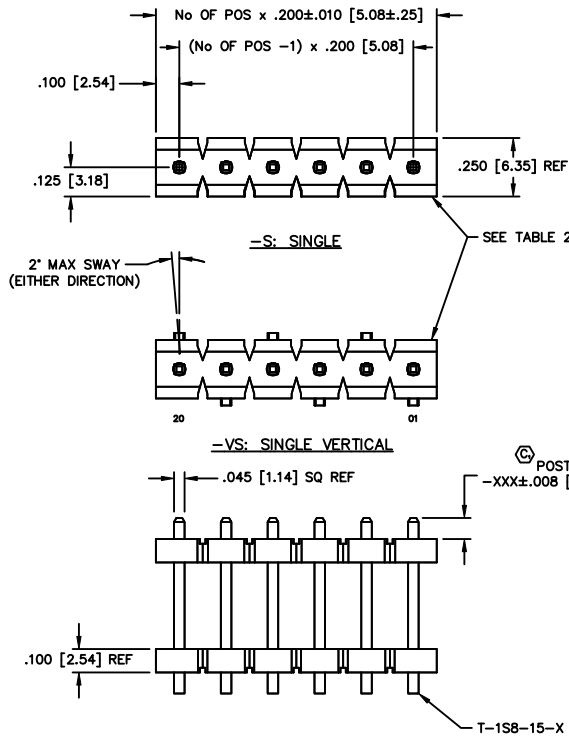 No OF POS x .200±.010 [5.08±.25]
(No OF POS -1) x .200 [5.08]
.100 [2.54]
.125 [3.18]
.250 [6.35] REF
-S: SINGLE
SEE TABLE 2
2° MAX SWAY
(EITHER DIRECTION)
20
01
-VS: SINGLE VERTICAL
C
POST
-XXX±.008 [
.045 [1.14] SQ REF
.100 [2.54] REF
T-1S8-15-X